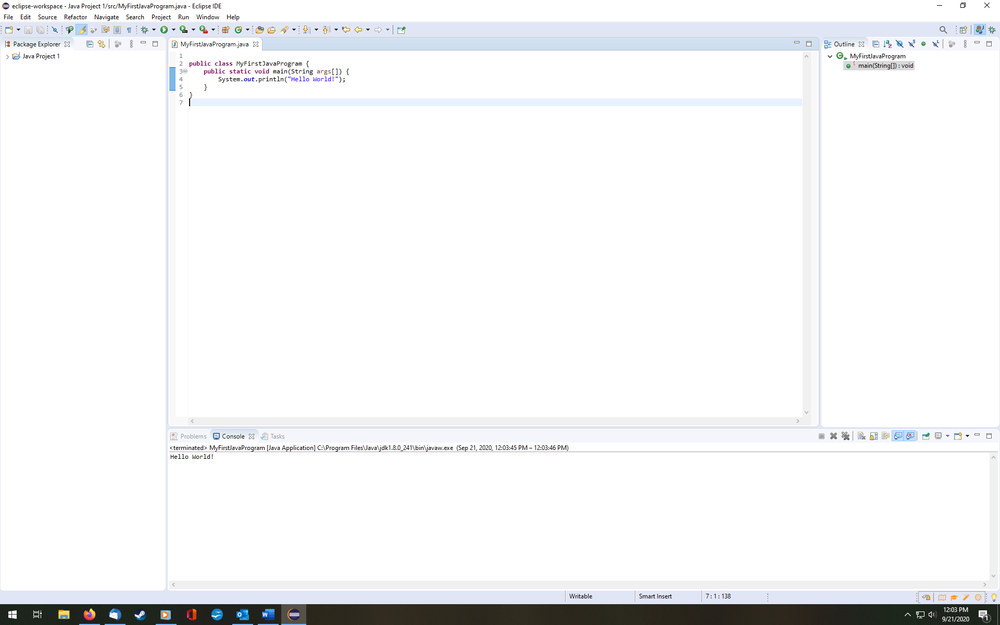 eclipse-workspace - Java Project 1/src/MyFirstJavaProgram.java - Eclipse IDE
File Edit Source Refactor Navigate Search Project Run Window Help
Package Explorer
Java Project 1
MyFirstJavaProgram.java
1
2 public class MyFirstJavaProgram {
3 public static void main(String args[]) {
4 System.out.println("Hello World!");
5 }
6 }
7
Outline
MyFirstJavaProgram
main(String[]) : void
Problems Console Tasks
<terminated> MyFirstJavaProgram [Java Application] C:\Program Files\Java\jdk1.8.0_241\bin\javaw.exe (Sep 21, 2020, 12:03:45 PM – 12:03:46 PM)
Hello World!
Writable Smart Insert 7 : 1 : 138
12:03 PM
9/21/2020
1